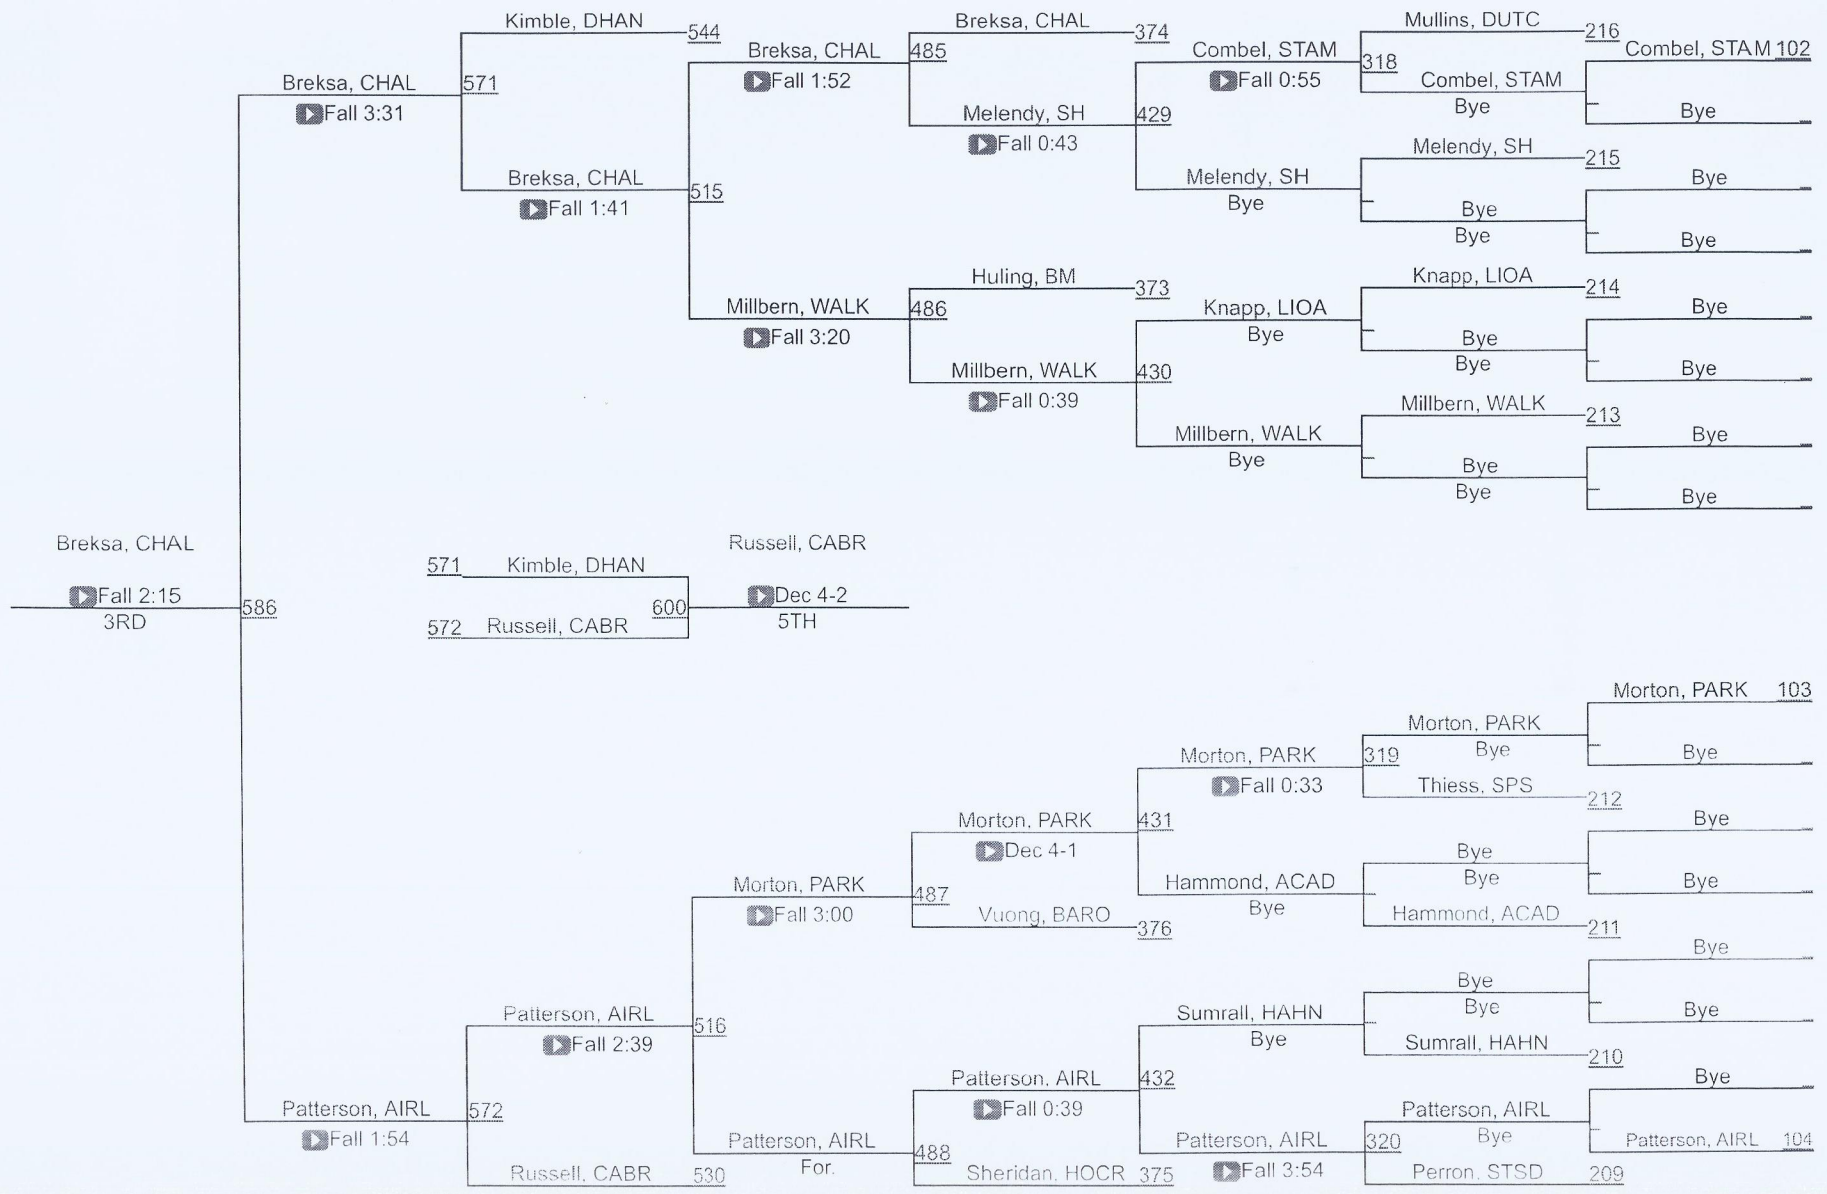 Kimble, DHAN
544
Breksa, CHAL
374
Mullins, DUTC
216
Combel, STAM 102
Breksa, CHAL
485
Combel, STAM
318
Fall 1:52
Fall 0:55
Combel, STAM
Bye
Bye
Breksa, CHAL
571
Fall 3:31
Melendy, SH
429
Fall 0:43
Melendy, SH
215
Breksa, CHAL
515
Fall 1:41
Melendy, SH
Bye
Bye
Bye
Bye
Bye
Huling, BM
373
Knapp, LIOA
214
Millbern, WALK
486
Fall 3:20
Knapp, LIOA
Bye
Bye
Bye
Bye
Bye
Millbern, WALK
430
Fall 0:39
Millbern, WALK
213
Millbern, WALK
Bye
Bye
Bye
Bye
Bye
Breksa, CHAL
Russell, CABR
571
Kimble, DHAN
Fall 2:15
586
600
Dec 4-2
3RD
572
Russell, CABR
5TH
Morton, PARK 103
Morton, PARK
Bye
Bye
Morton, PARK
319
Fall 0:33
Thiess, SPS
212
Morton, PARK
431
Dec 4-1
Bye
Bye
Bye
Bye
Morton, PARK
487
Fall 3:00
Hammond, ACAD
Bye
Vuong, BARO
376
Hammond, ACAD
211
Bye
Bye
Bye
Bye
Patterson, AIRL
516
Fall 2:39
Sumrall, HAHN
Bye
Sumrall, HAHN
210
Patterson, AIRL
432
Fall 0:39
Bye
Patterson, AIRL
572
Fall 1:54
Patterson, AIRL
Bye
Patterson, AIRL
488
For.
Patterson, AIRL
320
Fall 3:54
Patterson, AIRL 104
Russell, CABR
530
Sheridan, HOCR 375
Perron, STSD
209